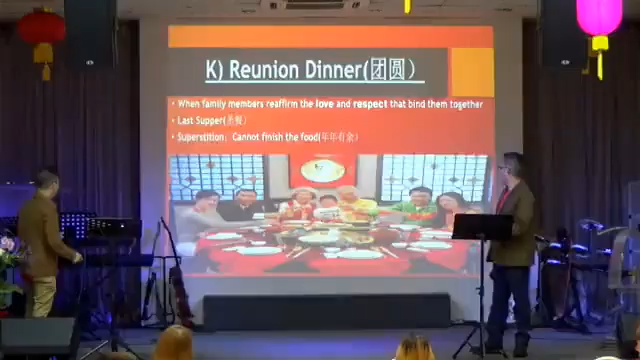 K) Reunion Dinner(团圆）
• When family members reaffirm the love and respect that bind them together
• Last Supper(圣餐）
• Superstition： Cannot finish the food(年年有余）